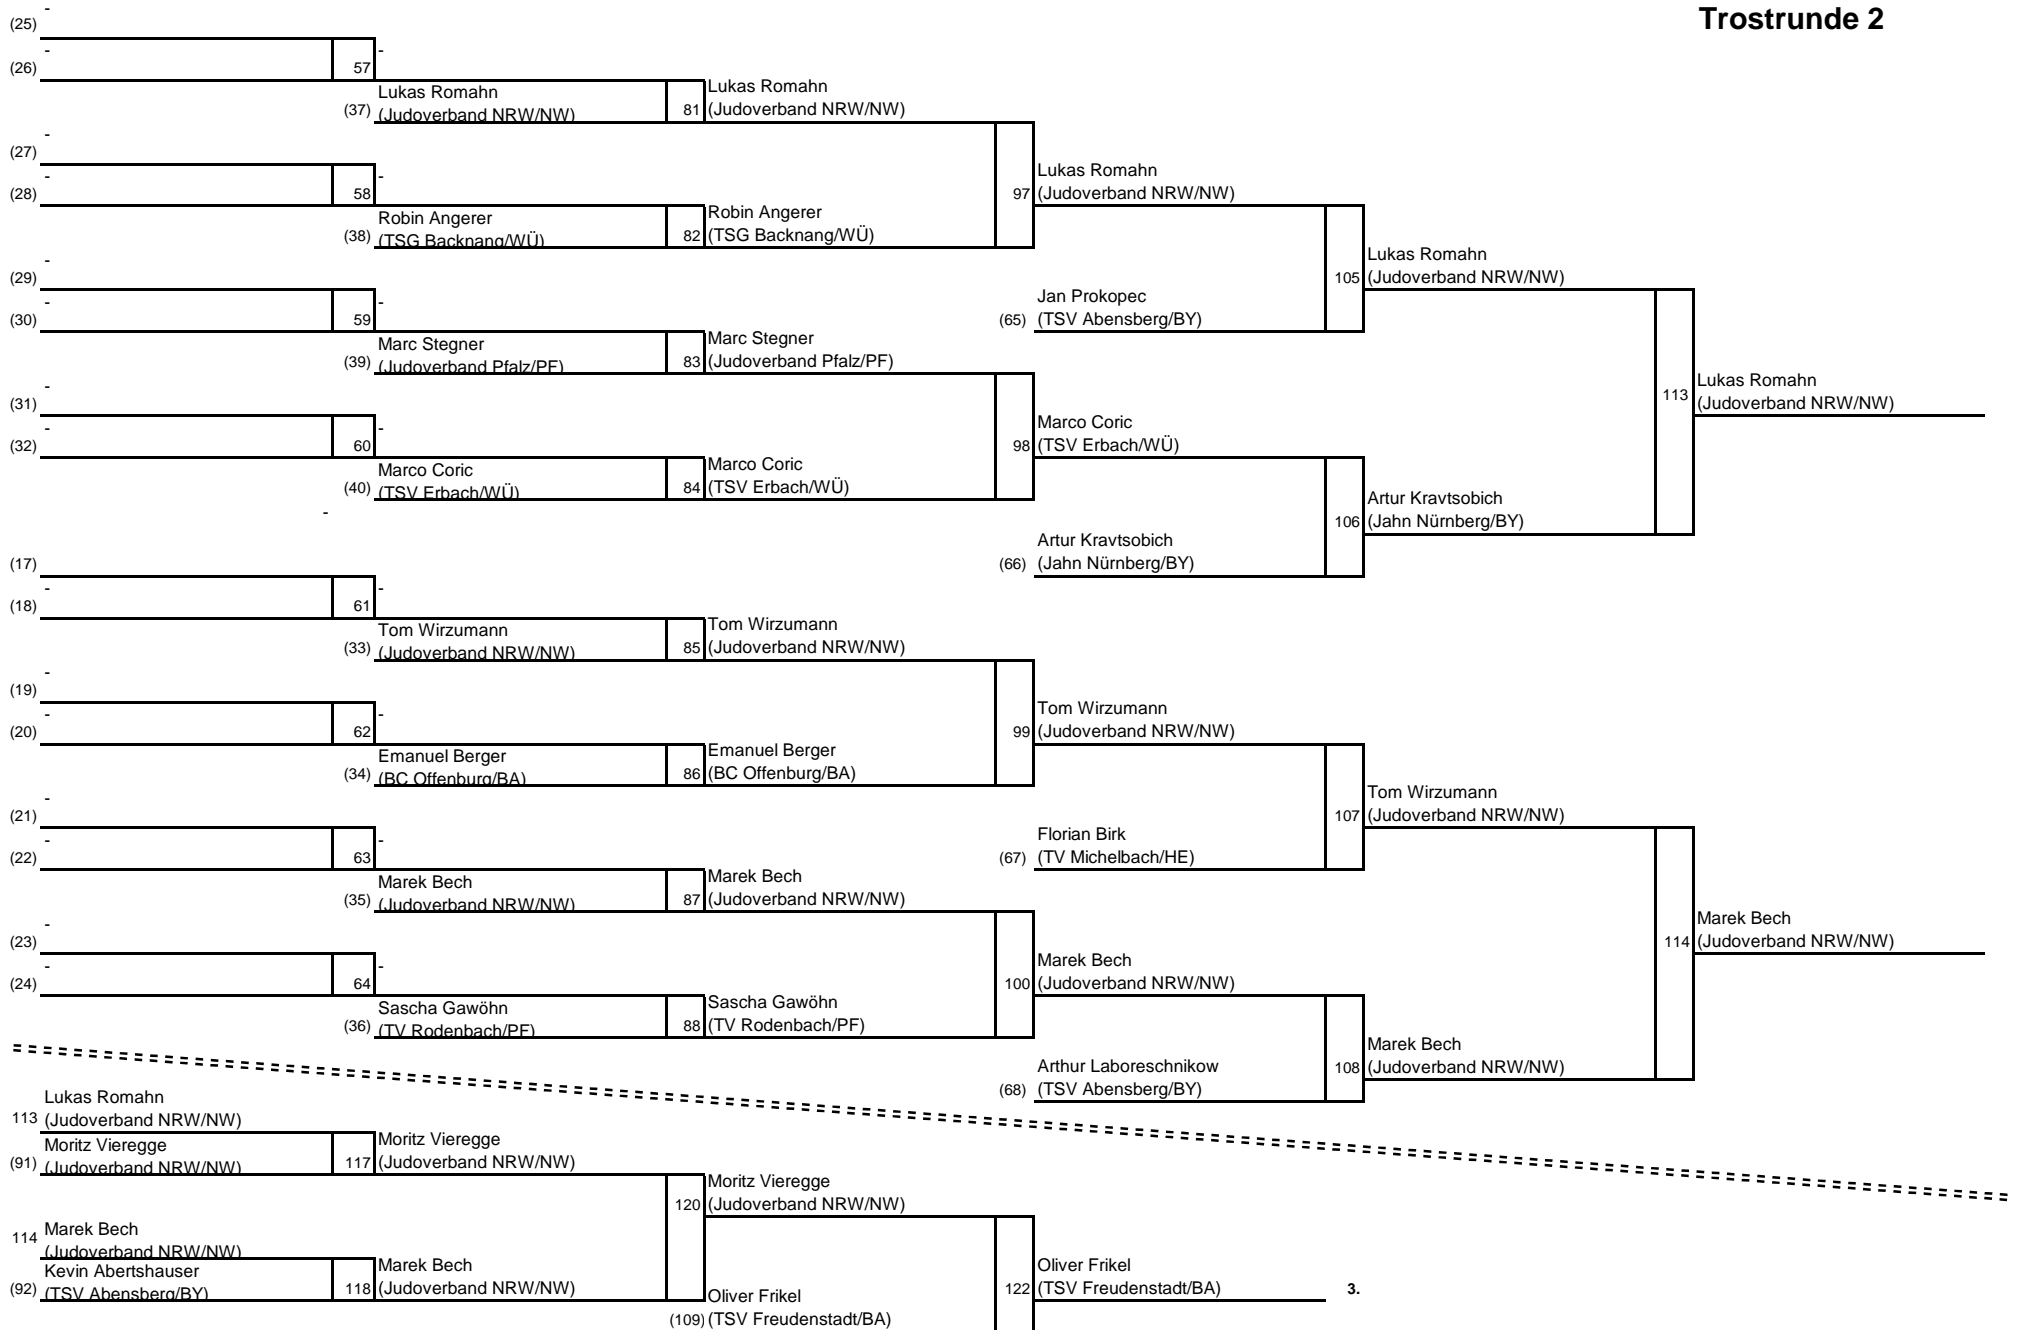 Trostrunde 2
-
(25)
-
(26)
57
-
Lukas Romahn
(37) (Judoverband NRW/NW)
81
Lukas Romahn
(Judoverband NRW/NW)
-
(27)
-
(28)
58
-
Robin Angerer
(38) (TSG Backnang/WÜ)
82
Robin Angerer
(TSG Backnang/WÜ)
97
Lukas Romahn
(Judoverband NRW/NW)
-
(29)
-
(30)
59
-
Marc Stegner
(39) (Judoverband Pfalz/PF)
83
Marc Stegner
(Judoverband Pfalz/PF)
Jan Prokopec
(65) (TSV Abensberg/BY)
105
Lukas Romahn
(Judoverband NRW/NW)
-
(31)
-
(32)
60
-
Marco Coric
(40) (TSV Erbach/WÜ)
84
Marco Coric
(TSV Erbach/WÜ)
98
Marco Coric
(TSV Erbach/WÜ)
113
Lukas Romahn
(Judoverband NRW/NW)
Artur Kravtsobich
(66) (Jahn Nürnberg/BY)
106
Artur Kravtsobich
(Jahn Nürnberg/BY)
-
(17)
-
(18)
61
-
Tom Wirzumann
(33) (Judoverband NRW/NW)
85
Tom Wirzumann
(Judoverband NRW/NW)
-
(19)
-
(20)
62
-
Emanuel Berger
(34) (BC Offenburg/BA)
86
Emanuel Berger
(BC Offenburg/BA)
99
Tom Wirzumann
(Judoverband NRW/NW)
-
(21)
-
(22)
63
-
Marek Bech
(35) (Judoverband NRW/NW)
87
Marek Bech
(Judoverband NRW/NW)
Florian Birk
(67) (TV Michelbach/HE)
107
Tom Wirzumann
(Judoverband NRW/NW)
-
(23)
-
(24)
64
-
Sascha Gawöhn
(36) (TV Rodenbach/PF)
88
Sascha Gawöhn
(TV Rodenbach/PF)
100
Marek Bech
(Judoverband NRW/NW)
114
Marek Bech
(Judoverband NRW/NW)
Arthur Laboreschnikow
(68) (TSV Abensberg/BY)
108
Marek Bech
(Judoverband NRW/NW)
Lukas Romahn
113 (Judoverband NRW/NW)
Moritz Vieregge
(91) (Judoverband NRW/NW)
117
Moritz Vieregge
(Judoverband NRW/NW)
120
Moritz Vieregge
(Judoverband NRW/NW)
Marek Bech
114 (Judoverband NRW/NW)
Kevin Abertshauser
(92) (TSV Abensberg/BY)
118
Marek Bech
(Judoverband NRW/NW)
Oliver Frikel
(109) (TSV Freudenstadt/BA)
122
Oliver Frikel
(TSV Freudenstadt/BA)
3.